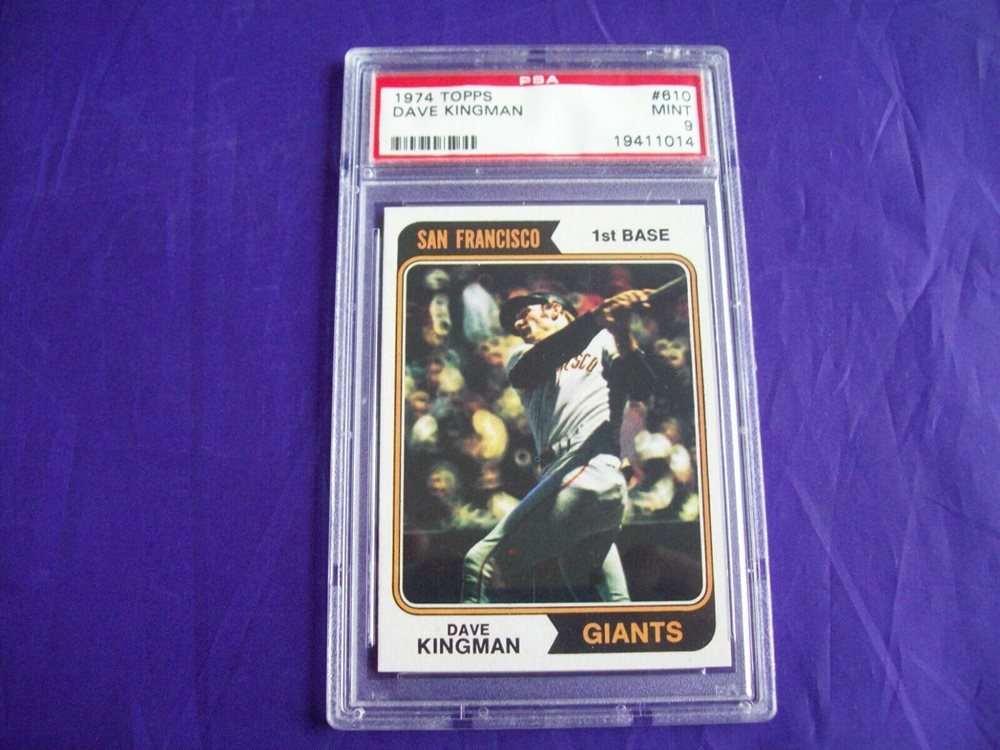 PSA
1974 TOPPS #610
DAVE KINGMAN MINT
9
19411014
SAN FRANCISCO 1st BASE
DAVE
KINGMAN
GIANTS